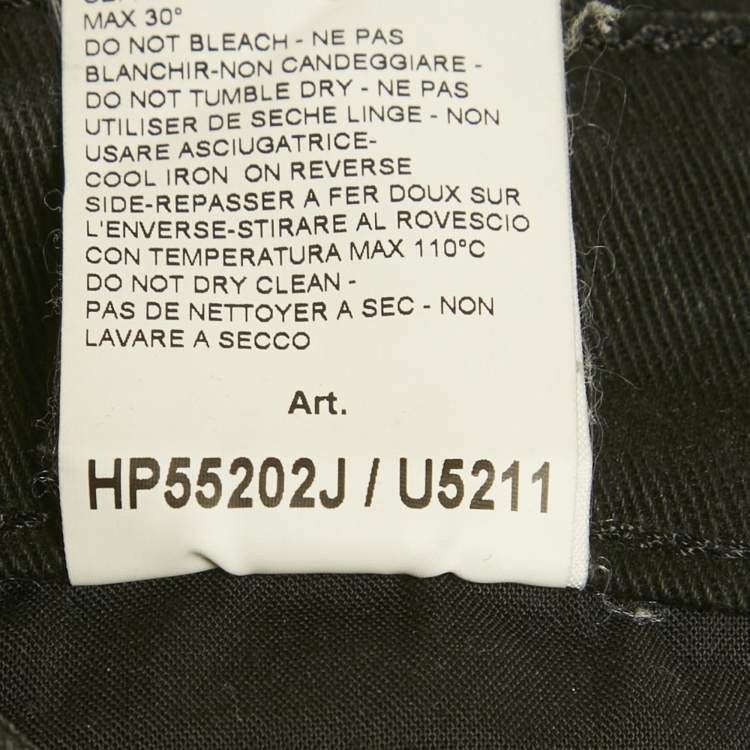 MAX 30°
DO NOT BLEACH - NE PAS
BLANCHIR-NON CANDEGGIARE -
DO NOT TUMBLE DRY - NE PAS
UTILISER DE SECHE LINGE - NON
USARE ASCIUGATRICE-
COOL IRON ON REVERSE
SIDE-REPASSER A FER DOUX SUR
L'ENVERSE-STIRARE AL ROVESCIO
CON TEMPERATURA MAX 110°C
DO NOT DRY CLEAN -
PAS DE NETTOYER A SEC - NON
LAVARE A SECCO
Art.
HP55202J / U5211